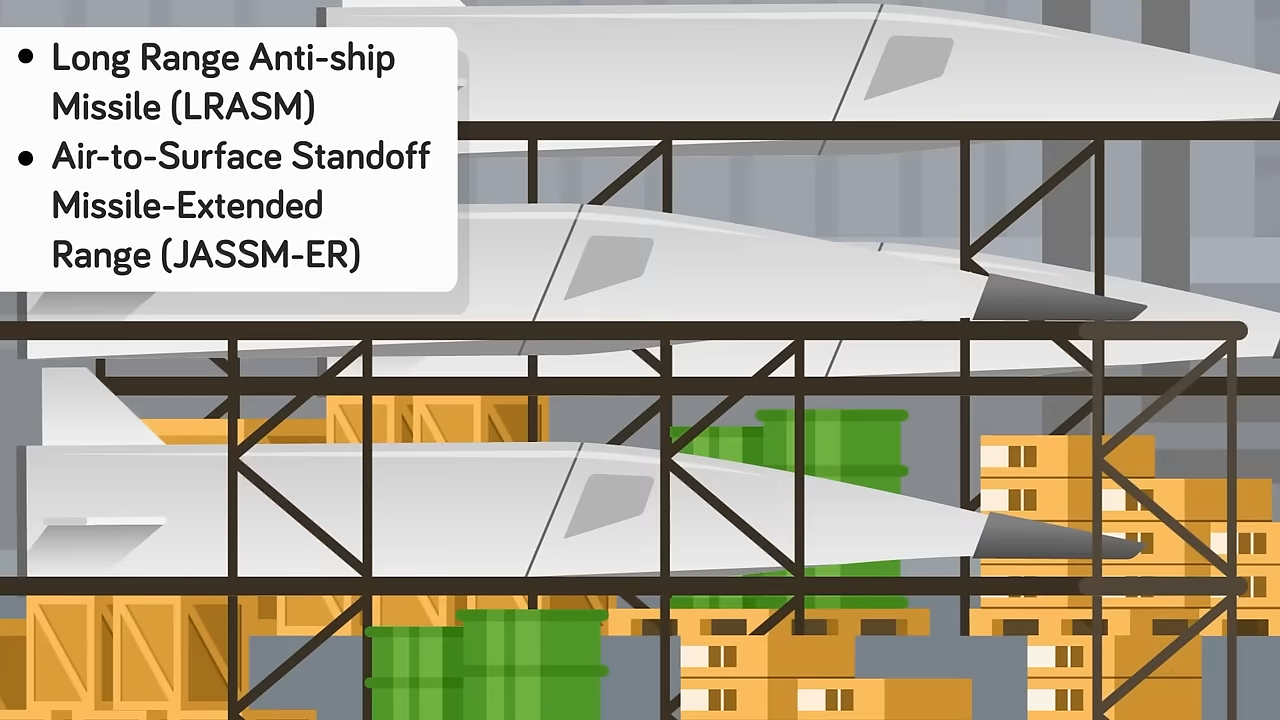 • Long Range Anti-ship
Missile (LRASM)
• Air-to-Surface Standoff
Missile-Extended
Range (JASSM-ER)